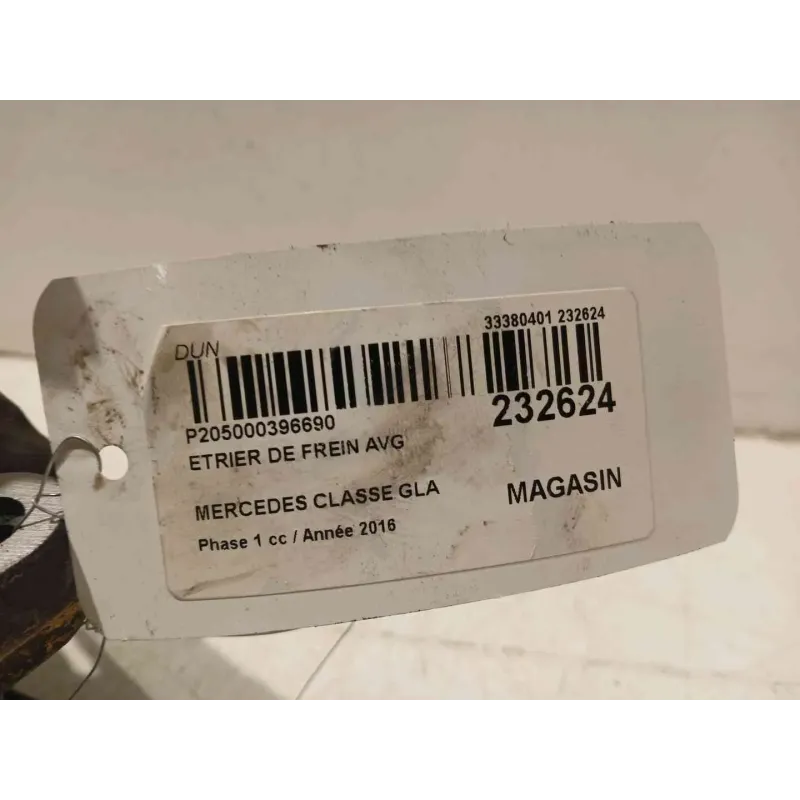 DUN
33380401 232624
P205000396690
232624
ETRIER DE FREIN AVG
MERCEDES CLASSE GLA
MAGASIN
Phase 1 cc / Année 2016